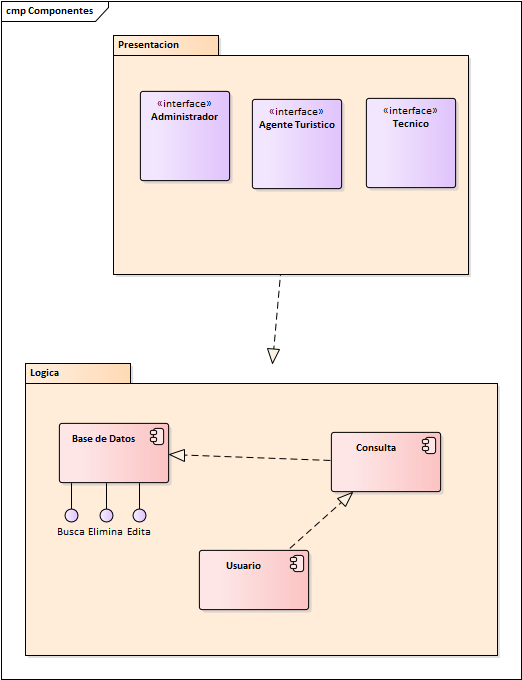 cmp Componentes
Presentacion
«interface»
Administrador
«interface»
Agente Turistico
«interface»
Tecnico
Logica
Base de Datos
Consulta
Busca
Elimina
Edita
Usuario